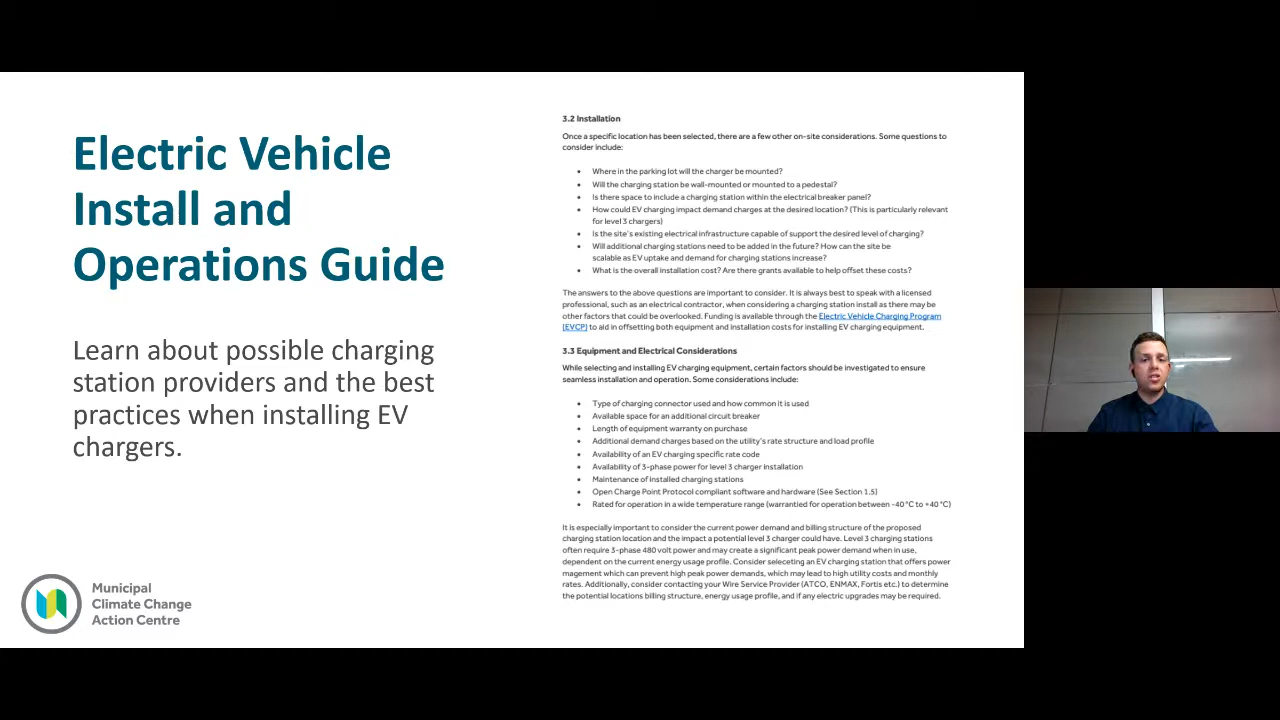 Electric Vehicle
Install and
Operations Guide
Learn about possible charging
station providers and the best
practices when installing EV
chargers.
Municipal
Climate Change
Action Centre
3.2 Installation
Once a specific location has been selected, there are a few other on-site considerations. Some questions to
consider include:
• Where in the parking lot will the charger be mounted?
• Will the charging station be wall-mounted or mounted to a pedestal?
• Is there space to include a charging station within the electrical breaker panel?
• How could EV charging impact demand charges at the desired location? (This is particularly relevant
for level 3 chargers)
• Is the site's existing electrical infrastructure capable of support the desired level of charging?
• Will additional charging stations need to be added in the future? How can the site be
scalable as EV uptake and demand for charging stations increase?
• What is the overall installation cost? Are there grants available to help offset these costs?
The answers to the above questions are important to consider. It is always best to speak with a licensed
professional, such as an electrical contractor, when considering a charging station install as there may be
other factors that could be overlooked. Funding is available through the Electric Vehicle Charging Program
(EVCP) to aid in offsetting both equipment and installation costs for installing EV charging equipment.
3.3 Equipment and Electrical Considerations
While selecting and installing EV charging equipment, certain factors should be investigated to ensure
seamless installation and operation. Some considerations include:
• Type of charging connector used and how common it is used
• Available space for an additional circuit breaker
• Length of equipment warranty on purchase
• Additional demand charges based on the utility's rate structure and load profile
• Availability of an EV charging specific rate code
• Availability of 3-phase power for level 3 charger installation
• Maintenance of installed charging stations
• Open Charge Point Protocol compliant software and hardware (See Section 1.5)
• Rated for operation in a wide temperature range (warrantied for operation between -40 °C to +40 °C)
It is especially important to consider the current power demand and billing structure of the proposed
charging station location and the impact a potential level 3 charger could have. Level 3 charging stations
often require 3-phase 480 volt power and may create a significant peak power demand when in use,
dependent on the current energy usage profile. Consider seleceting an EV charging station that offers power
magement which can prevent high peak power demands, which may lead to high utility costs and monthly
rates. Additionally, consider contacting your Wire Service Provider (ATCO, ENMAX, Fortis etc.) to determine
the potential locations billing structure, energy usage profile, and if any electric upgrades may be required.